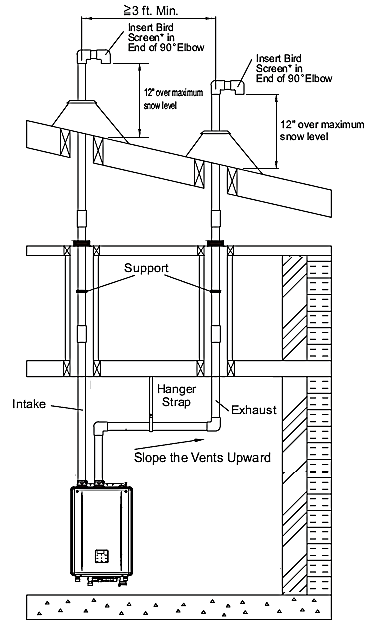 ≧3 ft. Min.
Insert Bird
Screen* in
End of 90°Elbow
Insert Bird
Screen* in
End of 90°Elbow
12" over maximum
snow level
12" over maximum
snow level
Support
Hanger
Strap
Intake
Exhaust
Slope the Vents Upward